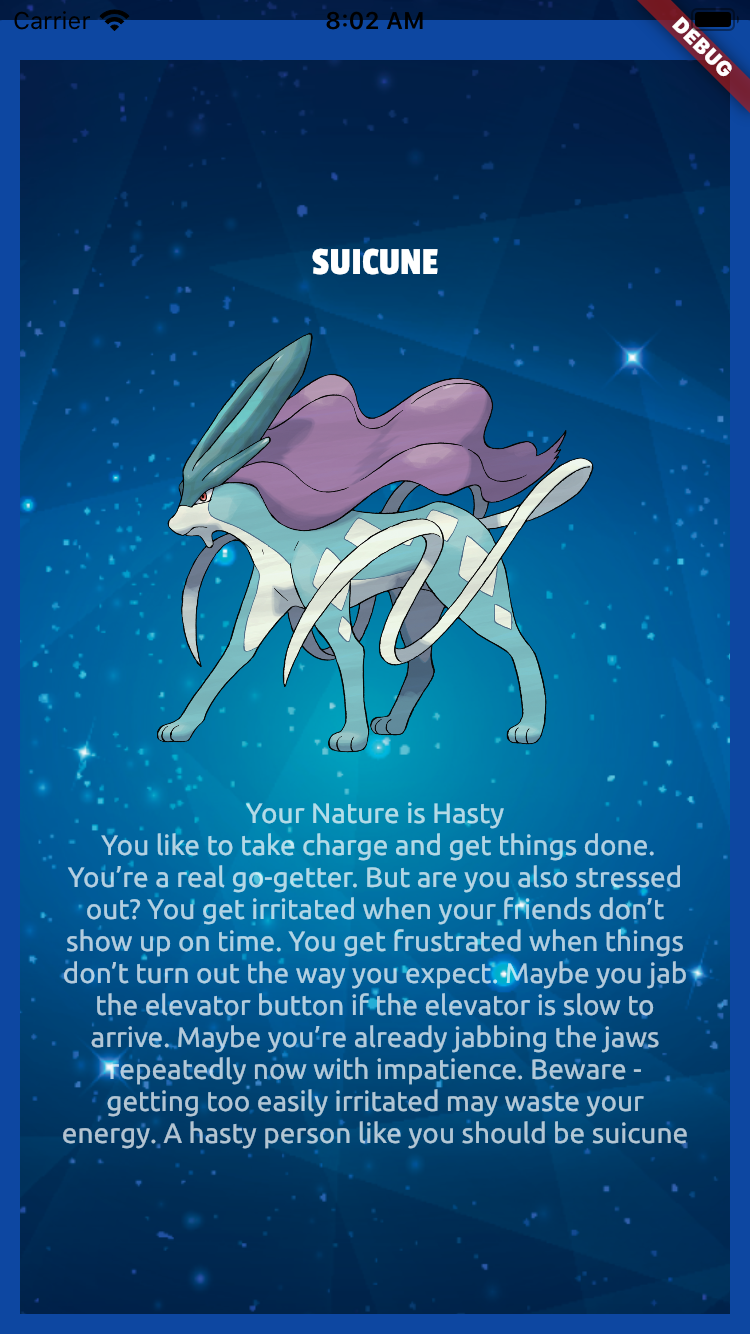 Carrier 8:02 AM
DEBUG
SUICUNE
Your Nature is Hasty
You like to take charge and get things done.
You’re a real go-getter. But are you also stressed
out? You get irritated when your friends don’t
show up on time. You get frustrated when things
don’t turn out the way you expect. Maybe you jab
the elevator button if the elevator is slow to
arrive. Maybe you’re already jabbing the jaws
repeatedly now with impatience. Beware -
getting too easily irritated may waste your
energy. A hasty person like you should be suicune